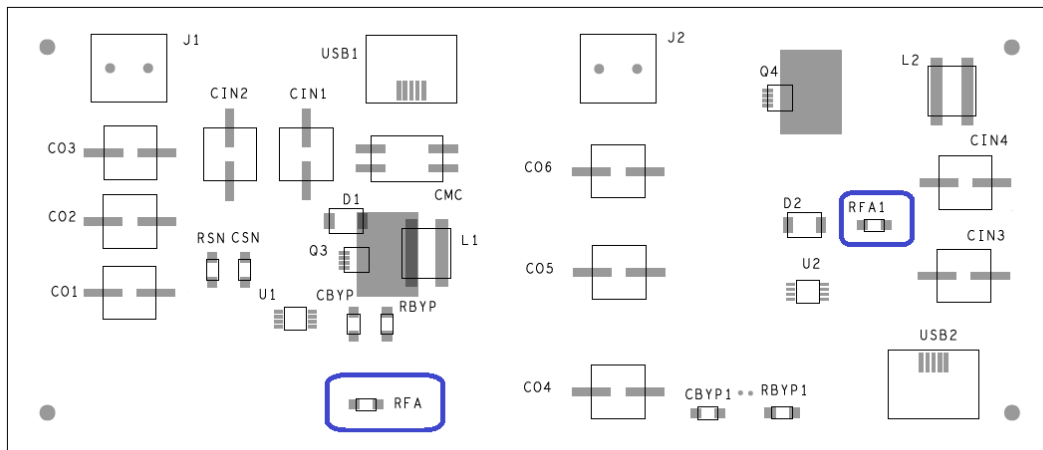 J1
USB1
J2
Q4
L2
CIN2
CIN1
CO3
CO6
CIN4
CMC
D1
CO2
D2
RFA1
RSN
CSN
Q3
L1
CIN3
CO5
U2
CO1
U1
CBYP
RBYP
USB2
RFA
CO4
CBYP1
RBYP1